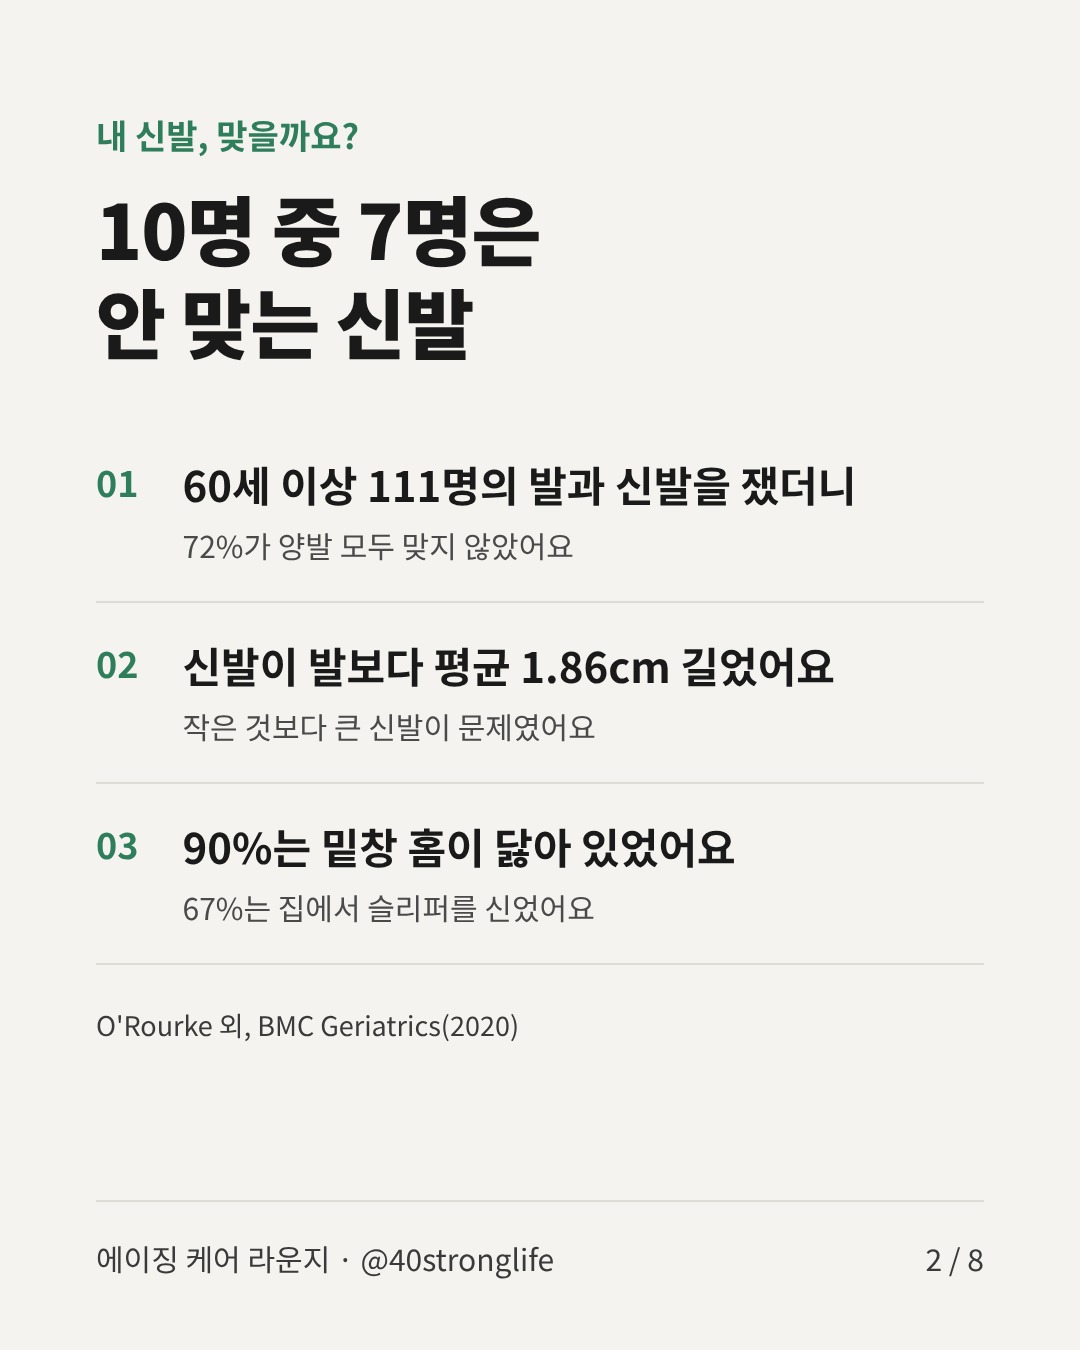 내 신발, 맞을까요?
10명 중 7명은
안 맞는 신발
01 60세 이상 111명의 발과 신발을 쟀더니
72%가 양발 모두 맞지 않았어요
02 신발이 발보다 평균 1.86cm 길었어요
작은 것보다 큰 신발이 문제였어요
03 90%는 밑창 홈이 닳아 있었어요
67%는 집에서 슬리퍼를 신었어요
O'Rourke 외, BMC Geriatrics(2020)
에이징 케어 라운지 · @40stronglife 2 / 8